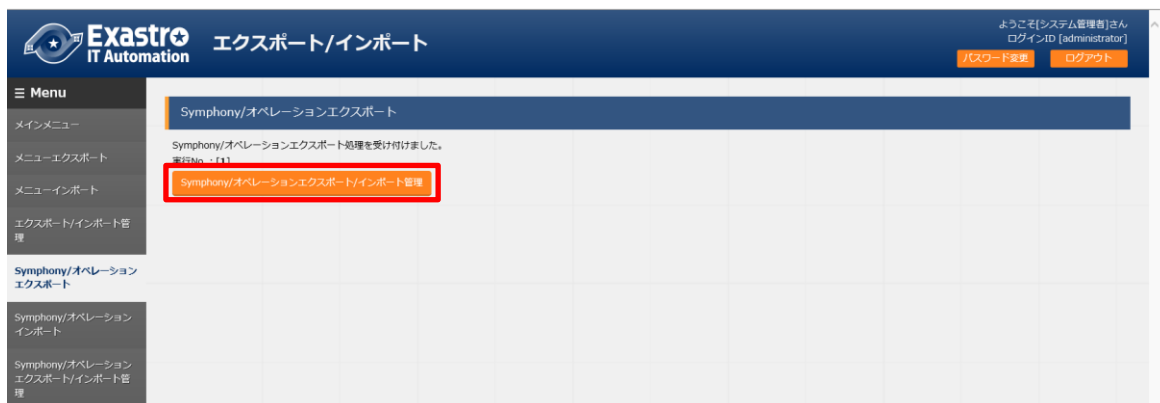 Exastro
IT Automation
エクスポート/インポート
ようこそ[システム管理者]さん
ログインID [administrator]
パスワード変更
ログアウト
☰ Menu
メインメニュー
メニューエクスポート
メニューインポート
エクスポート/インポート管
理
Symphony/オペレーション
エクスポート
Symphony/オペレーション
インポート
Symphony/オペレーション
エクスポート/インポート管
理
Symphony/オペレーションエクスポート
Symphony/オペレーションエクスポート処理を受け付けました。
実行No. : [1]
Symphony/オペレーションエクスポート/インポート管理